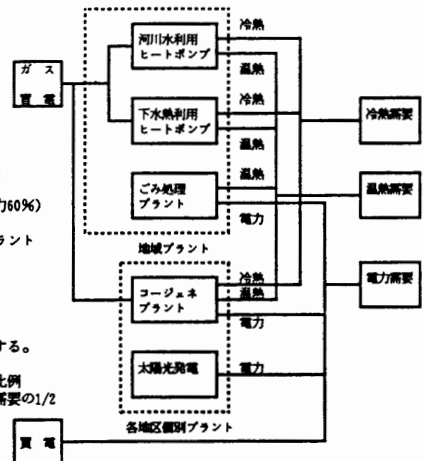 冷熱
河川水利用
ヒートポンプ
ガス
買電
温熱
冷熱
下水熱利用
ヒートポンプ
冷熱需要
温熱
温熱
ごみ処理
プラント
温熱需要
力60%)
電力
ラント
地域プラント
冷熱
温熱
コージェネ
プラント
電力需要
電力
する。
太陽光発電
電力
比例
需要の1/2
各地区個別プラント
買電